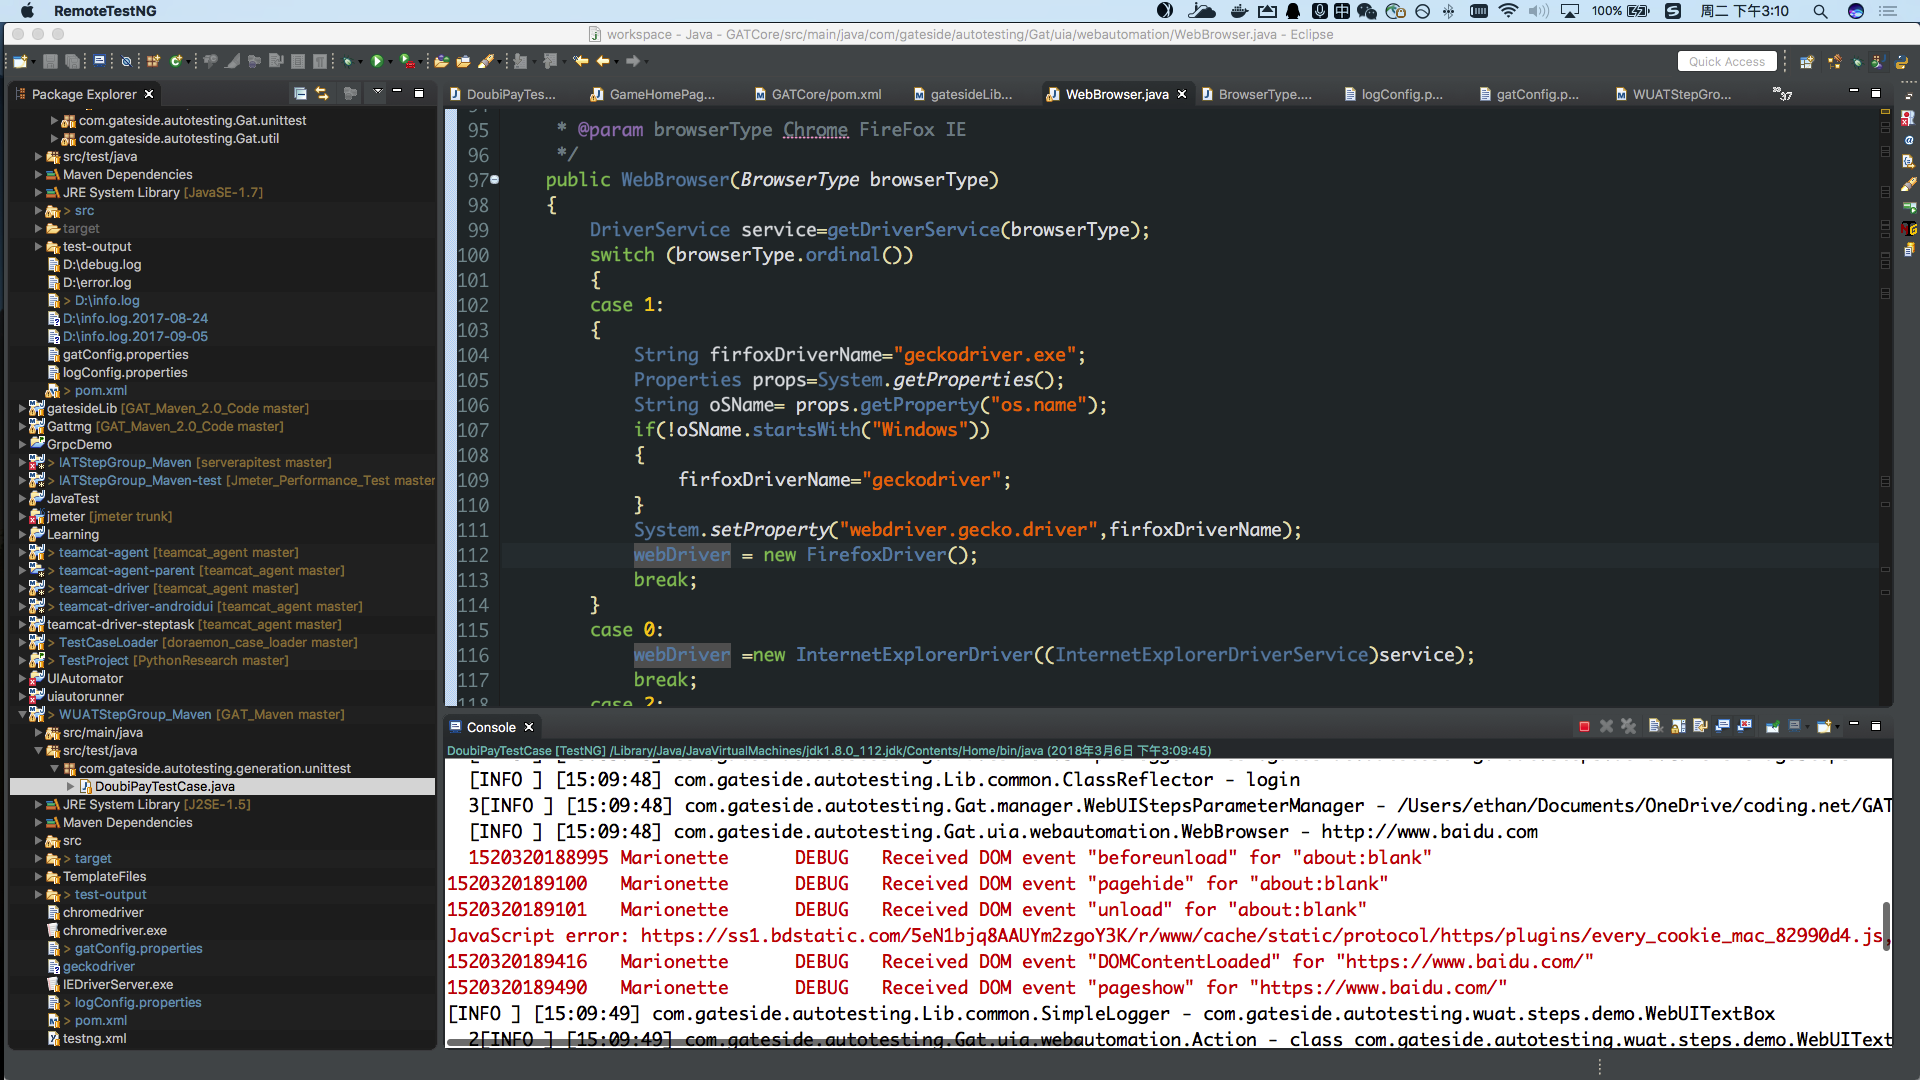 RemoteTestNG
100%
周二 下午3:10
workspace - Java - GATCore/src/main/java/com/gateside/autotesting/Gat/uia/webautomation/WebBrowser.java - Eclipse
Quick Access
Package Explorer
DoubiPayTes...
GameHomePag...
GATCore/pom.xml
gatesideLib...
WebBrowser.java
BrowserType....
logConfig.p...
gatConfig.p...
WUATStepGro...
»37
com.gateside.autotesting.Gat.unittest
com.gateside.autotesting.Gat.util
src/test/java
Maven Dependencies
JRE System Library [JavaSE-1.7]
> src
target
test-output
D:\debug.log
D:\error.log
> D:\info.log
D:\info.log.2017-08-24
D:\info.log.2017-09-05
gatConfig.properties
logConfig.properties
> pom.xml
gatesideLib [GAT_Maven_2.0_Code master]
Gattmg [GAT_Maven_2.0_Code master]
GrpcDemo
> IATStepGroup_Maven [serverapitest master]
> IATStepGroup_Maven-test [Jmeter_Performance_Test master
JavaTest
jmeter [jmeter trunk]
Learning
> teamcat-agent [teamcat_agent master]
> teamcat-agent-parent [teamcat_agent master]
> teamcat-driver [teamcat_agent master]
> teamcat-driver-androidui [teamcat_agent master]
teamcat-driver-steptask [teamcat_agent master]
> TestCaseLoader [doraemon_case_loader master]
> TestProject [PythonResearch master]
UIAutomator
uiautorunner
> WUATStepGroup_Maven [GAT_Maven master]
src/main/java
src/test/java
com.gateside.autotesting.generation.unittest
DoubiPayTestCase.java
JRE System Library [J2SE-1.5]
Maven Dependencies
src
> target
TemplateFiles
> test-output
chromedriver
chromedriver.exe
> gatConfig.properties
geckodriver
IEDriverServer.exe
> logConfig.properties
> pom.xml
testng.xml
95 * @param browserType Chrome FireFox IE
96 */
97 public WebBrowser(BrowserType browserType)
98 {
99 DriverService service=getDriverService(browserType);
100 switch (browserType.ordinal())
101 {
102 case 1:
103 {
104 String firfoxDriverName="geckodriver.exe";
105 Properties props=System.getProperties();
106 String oSName= props.getProperty("os.name");
107 if(!oSName.startsWith("Windows"))
108 {
109 firfoxDriverName="geckodriver";
110 }
111 System.setProperty("webdriver.gecko.driver",firfoxDriverName);
112 webDriver = new FirefoxDriver();
113 break;
114 }
115 case 0:
116 webDriver =new InternetExplorerDriver((InternetExplorerDriverService)service);
117 break;
118 case 2:
Console
DoubiPayTestCase [TestNG] /Library/Java/JavaVirtualMachines/jdk1.8.0_112.jdk/Contents/Home/bin/java (2018年3月6日 下午3:09:45)
[INFO ] [15:09:48] com.gateside.autotesting.Lib.common.ClassReflector - login
3[INFO ] [15:09:48] com.gateside.autotesting.Gat.manager.WebUIStepsParameterManager - /Users/ethan/Documents/OneDrive/coding.net/GAT
[INFO ] [15:09:48] com.gateside.autotesting.Gat.uia.webautomation.WebBrowser - http://www.baidu.com
1520320188995 Marionette DEBUG Received DOM event "beforeunload" for "about:blank"
1520320189100 Marionette DEBUG Received DOM event "pagehide" for "about:blank"
1520320189101 Marionette DEBUG Received DOM event "unload" for "about:blank"
JavaScript error: https://ss1.bdstatic.com/5eN1bjq8AAUYm2zgoY3K/r/www/cache/static/protocol/https/plugins/every_cookie_mac_82990d4.js,
1520320189416 Marionette DEBUG Received DOM event "DOMContentLoaded" for "https://www.baidu.com/"
1520320189490 Marionette DEBUG Received DOM event "pageshow" for "https://www.baidu.com/"
[INFO ] [15:09:49] com.gateside.autotesting.Lib.common.SimpleLogger - com.gateside.autotesting.wuat.steps.demo.WebUITextBox
2[INFO ] [15:09:49] com.gateside.autotesting.Gat.uia.webautomation.Action - class com.gateside.autotesting.wuat.steps.demo.WebUIText